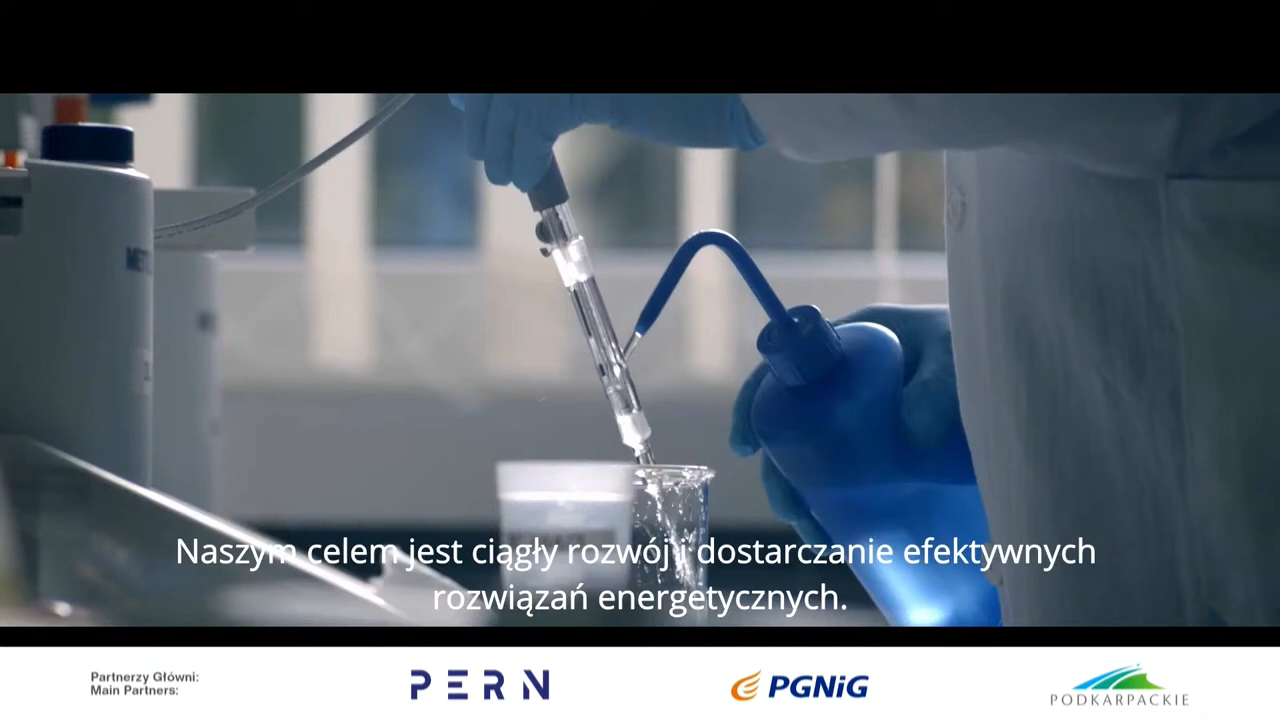 Naszym celem jest ciągły rozwój i dostarczanie efektywnych
rozwiązań energetycznych.
Partnerzy Główni:
Main Partners:
PERN
PGNiG
PODKARPACKIE